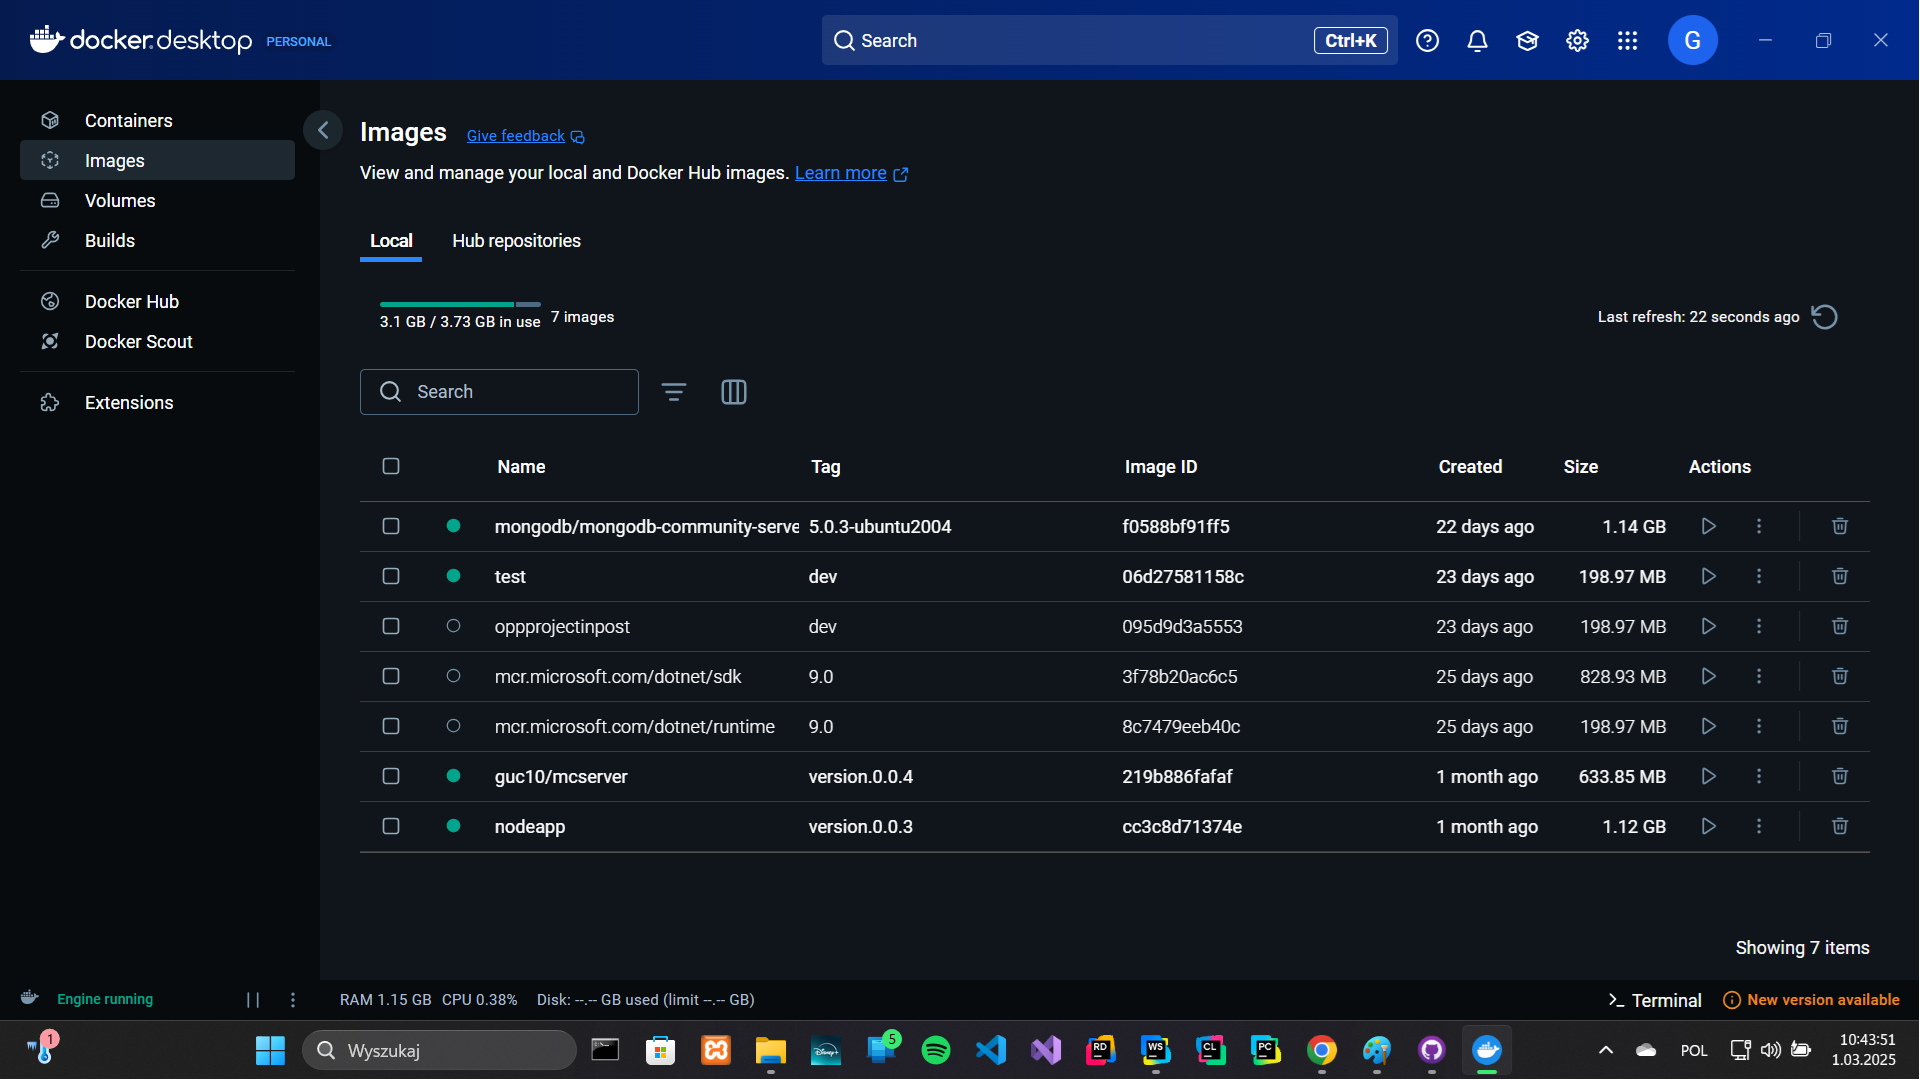 docker.desktop PERSONAL
Search Ctrl+K
G
Containers
Images
Volumes
Builds
Docker Hub
Docker Scout
Extensions
Images Give feedback
View and manage your local and Docker Hub images. Learn more
Local Hub repositories
3.1 GB / 3.73 GB in use 7 images
Last refresh: 22 seconds ago
Search
Name Tag Image ID Created Size Actions
mongodb/mongodb-community-serve 5.0.3-ubuntu2004 f0588bf91ff5 22 days ago 1.14 GB
test dev 06d27581158c 23 days ago 198.97 MB
oppprojectinpost dev 095d9d3a5553 23 days ago 198.97 MB
mcr.microsoft.com/dotnet/sdk 9.0 3f78b20ac6c5 25 days ago 828.93 MB
mcr.microsoft.com/dotnet/runtime 9.0 8c7479eeb40c 25 days ago 198.97 MB
guc10/mcserver version.0.0.4 219b886fafaf 1 month ago 633.85 MB
nodeapp version.0.0.3 cc3c8d71374e 1 month ago 1.12 GB
Showing 7 items
Engine running
RAM 1.15 GB CPU 0.38% Disk: --.-- GB used (limit --.-- GB)
Terminal New version available
1
Wyszukaj
Disney+
5
RD
WS
CL
PC
POL
10:43:51
1.03.2025